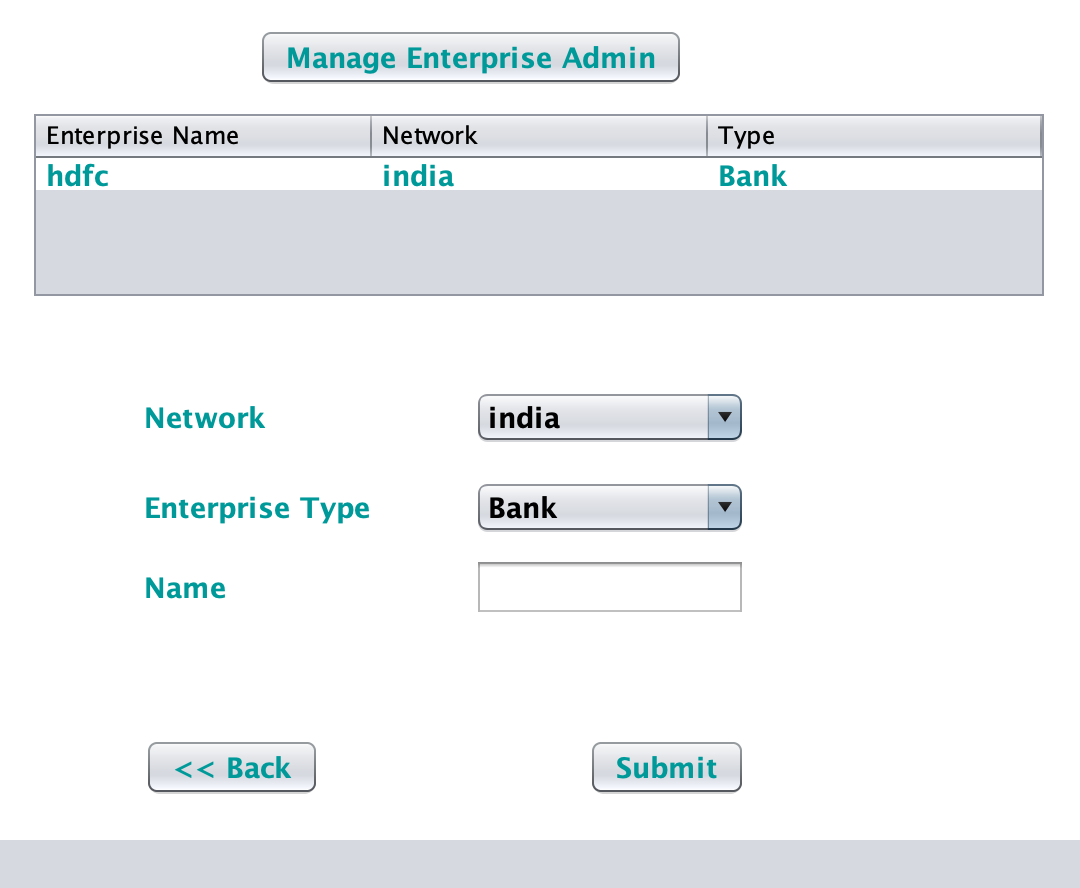 Manage Enterprise Admin
Enterprise Name Network Type
hdfc india Bank
Network india
Enterprise Type Bank
Name
<< Back Submit